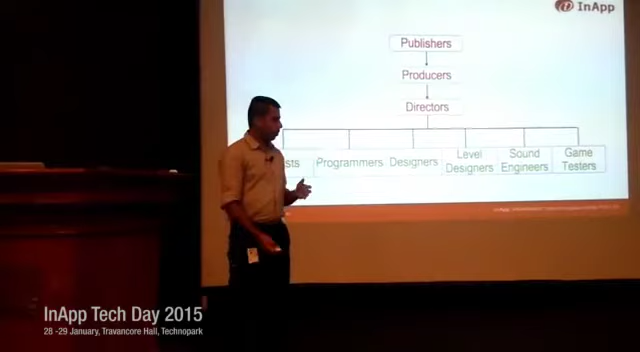 InApp
Publishers
Producers
Directors
sts
Programmers
Designers
Level
Designers
Sound
Engineers
Game
Testers
InApp Tech Day 2015
28 -29 January, Travancore Hall, Technopark